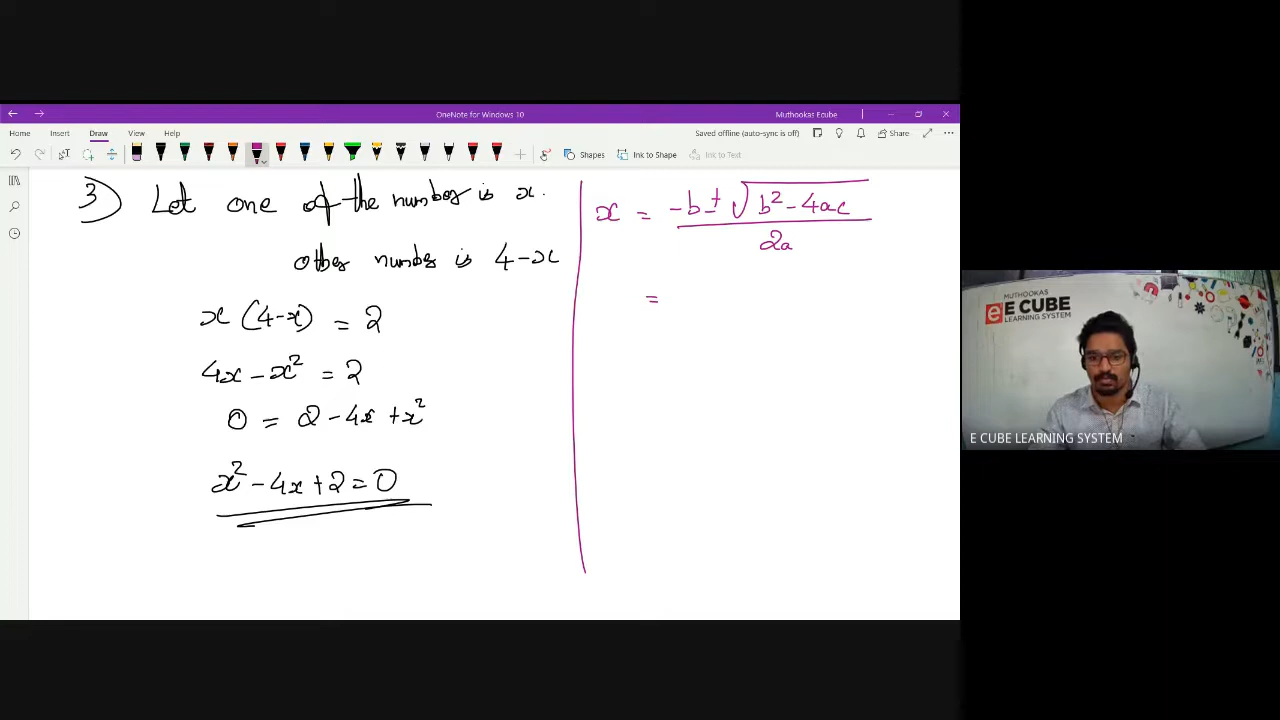 OneNote for Windows 10
Muthookas Ecube
Home Insert Draw View Help
Saved offline (auto-sync is off)
Share
Shapes
Ink to Shape
Ink to Text
3) Let one of the number is x.
other number is 4-x
x (4-x) = 2
4x - x² = 2
0 = 2 - 4x + x²
x² - 4x + 2 = 0
x = -b ± √b² - 4ac / 2a
=
MUTHOOKAS
e E CUBE
LEARNING SYSTEM
E CUBE LEARNING SYSTEM